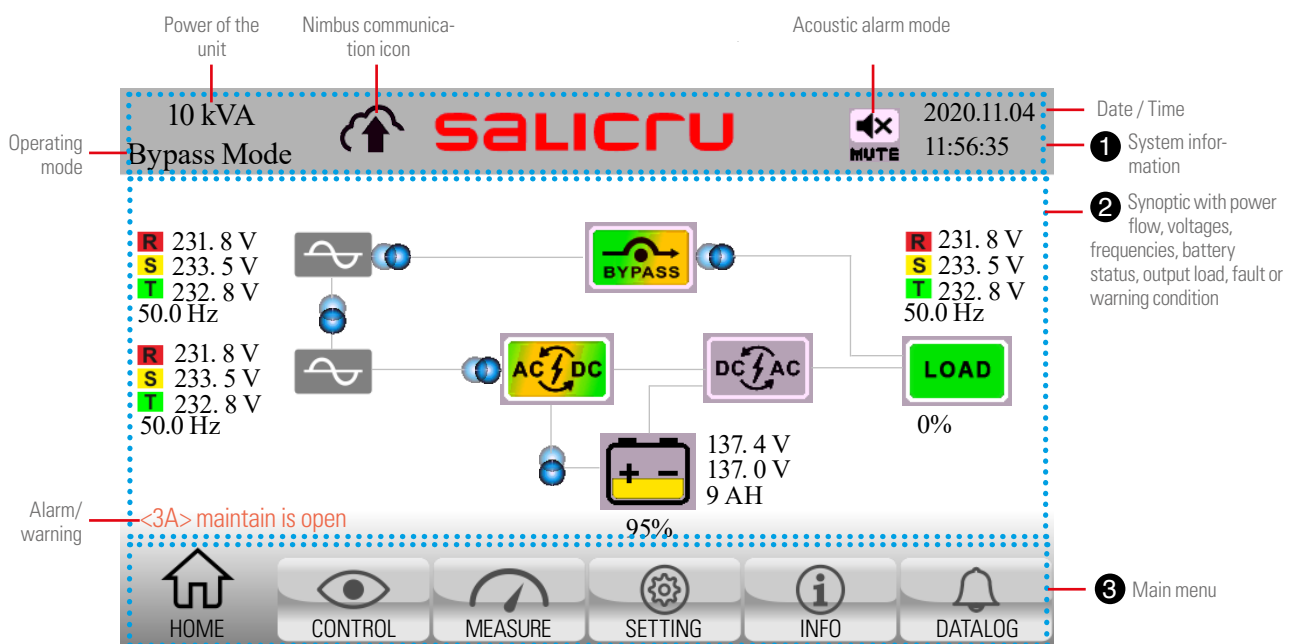 Power of the
unit
Nimbus communica-
tion icon
Acoustic alarm mode
Operating
mode
10 kVA
Bypass Mode
salicru
MUTE
2020.11.04
11:56:35
Date / Time
1 System infor-
mation
2 Synoptic with power
flow, voltages,
frequencies, battery
status, output load, fault or
warning condition
R 231. 8 V
S 233. 5 V
T 232. 8 V
50.0 Hz
BYPASS
R 231. 8 V
S 233. 5 V
T 232. 8 V
50.0 Hz
R 231. 8 V
S 233. 5 V
T 232. 8 V
50.0 Hz
AC DC
DC AC
LOAD
0%
+ −
137. 4 V
137. 0 V
9 AH
95%
Alarm/
warning
<3A> maintain is open
HOME
CONTROL
MEASURE
SETTING
INFO
DATALOG
3 Main menu